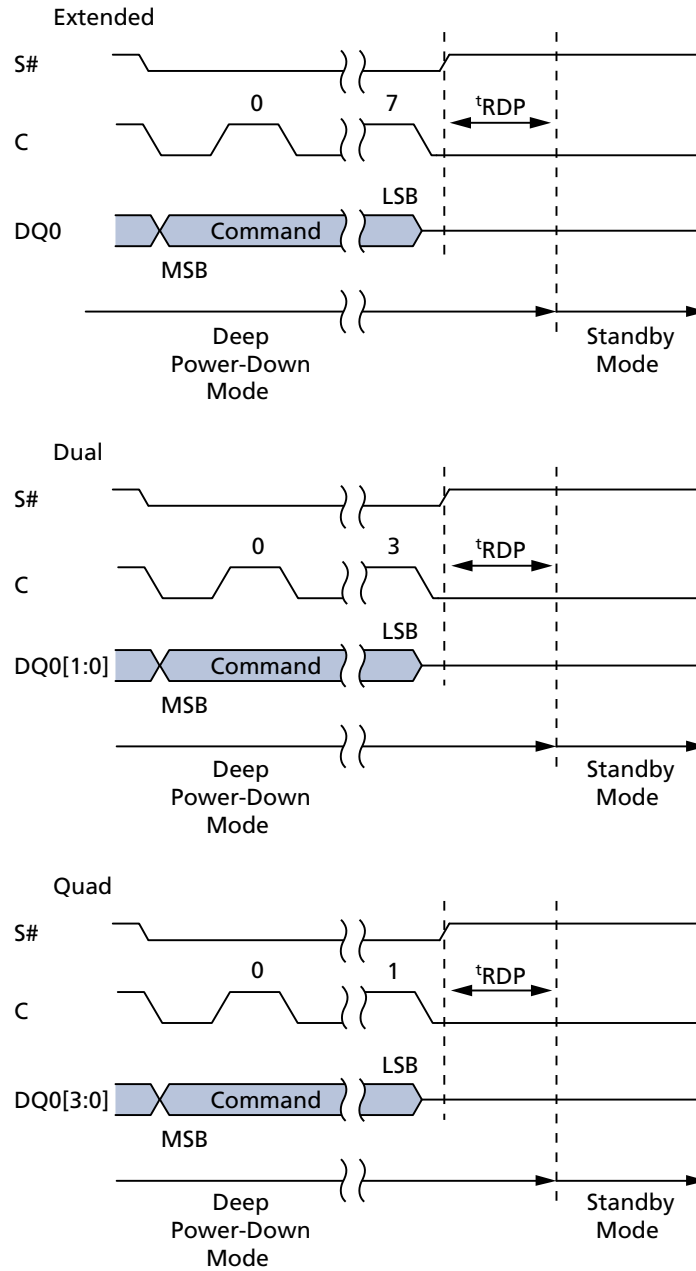 Extended
S#
0 7 tRDP
C
LSB
DQ0 Command
MSB
Deep Standby
Power-Down Mode
Mode
Dual
S#
0 3 tRDP
C
LSB
DQ0[1:0] Command
MSB
Deep Standby
Power-Down Mode
Mode
Quad
S#
0 1 tRDP
C
LSB
DQ0[3:0] Command
MSB
Deep Standby
Power-Down Mode
Mode